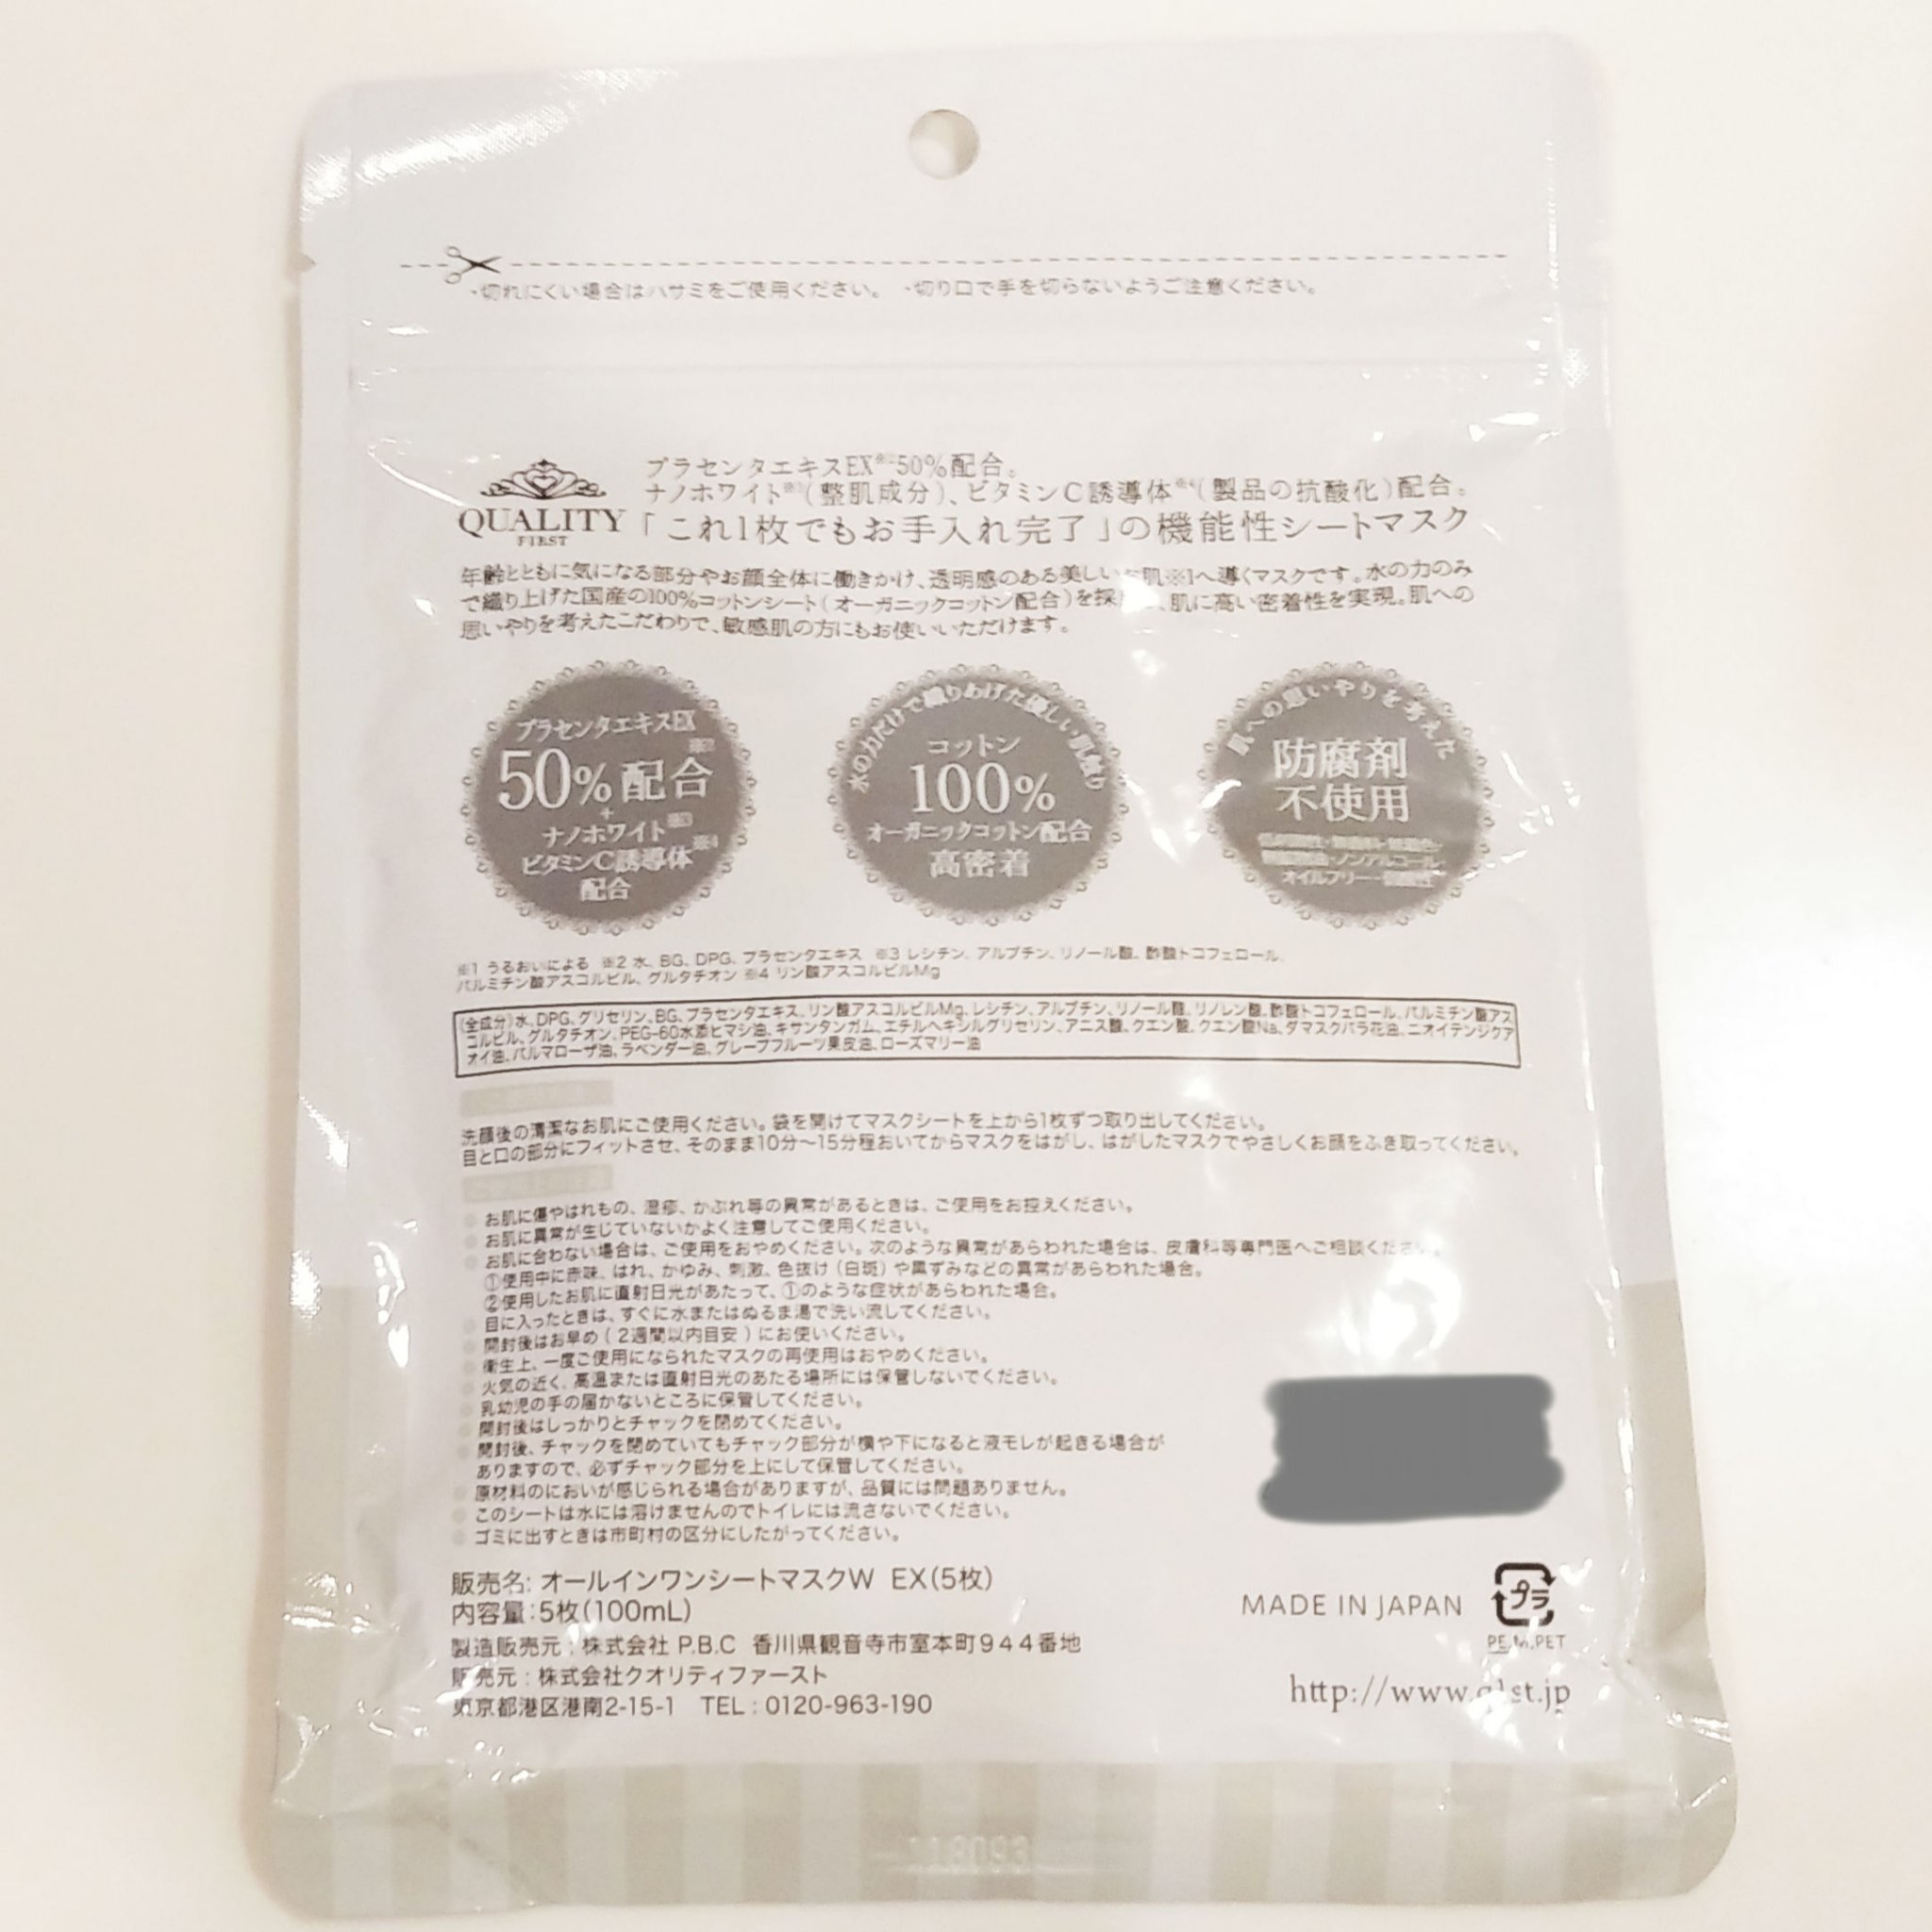 ・切れにくい場合はハサミをご使用ください。 ・切り口で手を切らないようご注意ください。
QUALITY
FIRST
プラセンタエキスEX※2 50%配合。
ナノホワイト※3(整肌成分)、ビタミンC誘導体※4(製品の抗酸化)配合。
「これ1枚でもお手入れ完了」の機能性シートマスク
年齢とともに気になる部分やお顔全体に働きかけ、透明感のある美しい 肌※1へ導くマスクです。水の力のみ
で織り上げた国産の100%コットンシート(オーガニックコットン配合)を採 、肌に高い密着性を実現。肌への
思いやりを考えたこだわりで、敏感肌の方にもお使いいただけます。
プラセンタエキスEX
※2
50%配合
+
ナノホワイト※3
ビタミンC誘導体※4
配合
水の力だけで織りあげた優しい肌触り
コットン
100%
オーガニックコットン配合
高密着
肌への思いやりを考えた
防腐剤
不使用
ノンアルコール
オイルフリー
※1 うるおいによる ※2 水、BG、DPG、プラセンタエキス ※3 レシチン、アルブチン、リノール酸、酢酸トコフェロール、
パルミチン酸アスコルビル、グルタチオン ※4 リン酸アスコルビルMg
(全成分)水、DPG、グリセリン、BG、プラセンタエキス、リン酸アスコルビルMg、レシチン、アルブチン、リノール酸、リノレン酸、酢酸トコフェロール、パルミチン酸アス
コルビル、グルタチオン、PEG-60水添ヒマシ油、キサンタンガム、エチルヘキシルグリセリン、アニス酸、クエン酸、クエン酸Na、ダマスクバラ花油、ニオイテンジクア
オイ油、パルマローザ油、ラベンダー油、グレープフルーツ果皮油、ローズマリー油
洗顔後の清潔なお肌にご使用ください。袋を開けてマスクシートを上から1枚ずつ取り出してください。
目と口の部分にフィットさせ、そのまま10分〜15分程おいてからマスクをはがし、はがしたマスクでやさしくお顔をふき取ってください。
お肌に傷やはれもの、湿疹、かぶれ等の異常があるときは、ご使用をお控えください。
お肌に異常が生じていないかよく注意してご使用ください。
お肌に合わない場合は、ご使用をおやめください。次のような異常があらわれた場合は、皮膚科等専門医へご相談ください。
①使用中に赤味、はれ、かゆみ、刺激、色抜け(白斑)や黒ずみなどの異常があらわれた場合。
②使用したお肌に直射日光があたって、①のような症状があらわれた場合。
目に入ったときは、すぐに水またはぬるま湯で洗い流してください。
開封後はお早め(2週間以内目安)にお使いください。
衛生上、一度ご使用になられたマスクの再使用はおやめください。
火気の近く、高温または直射日光のあたる場所には保管しないでください。
乳幼児の手の届かないところに保管してください。
開封後はしっかりとチャックを閉めてください。
開封後、チャックを閉めていてもチャック部分が横や下になると液モレが起きる場合が
ありますので、必ずチャック部分を上にして保管してください。
原材料のにおいが感じられる場合がありますが、品質には問題ありません。
このシートは水には溶けませんのでトイレには流さないでください。
ゴミに出すときは市町村の区分にしたがってください。
販売名: オールインワンシートマスクW EX(5枚)
内容量:5枚(100mL)
製造販売元:株式会社 P.B.C 香川県観音寺市室本町944番地
販売元:株式会社クオリティファースト
東京都港区港南2-15-1 TEL:0120-963-190
MADE IN JAPAN
プラ
PE,M,PET
http://www.q1st.jp